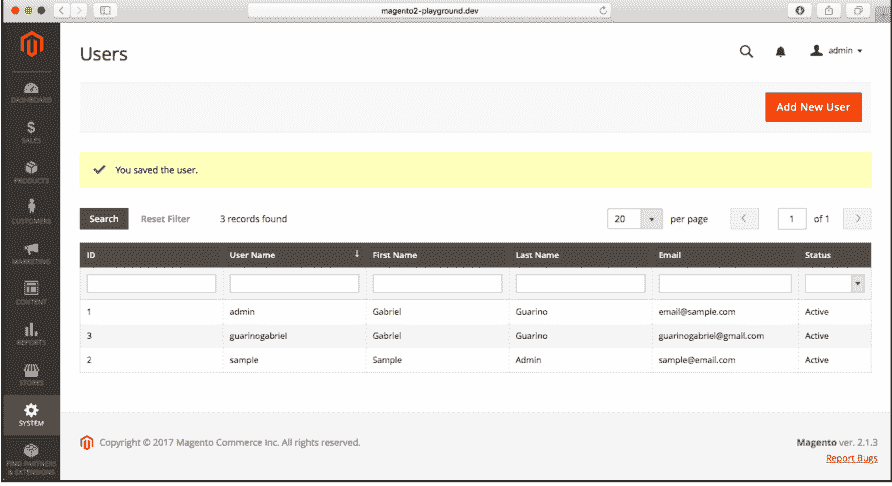 magento2-playground.dev
Users
admin
Add New User
You saved the user.
Search Reset Filter 3 records found 20 per page 1 of 1
ID User Name First Name Last Name Email Status
1 admin Gabriel Guarino email@sample.com Active
3 guarinogabriel Gabriel Guarino guarinogabriel@gmail.com Active
2 sample Sample Admin sample@email.com Active
DASHBOARD
$
SALES
PRODUCTS
CUSTOMERS
MARKETING
CONTENT
REPORTS
STORES
SYSTEM
FIND PARTNERS
& EXTENSIONS
Copyright © 2017 Magento Commerce Inc. All rights reserved.
Magento ver. 2.1.3
Report Bugs